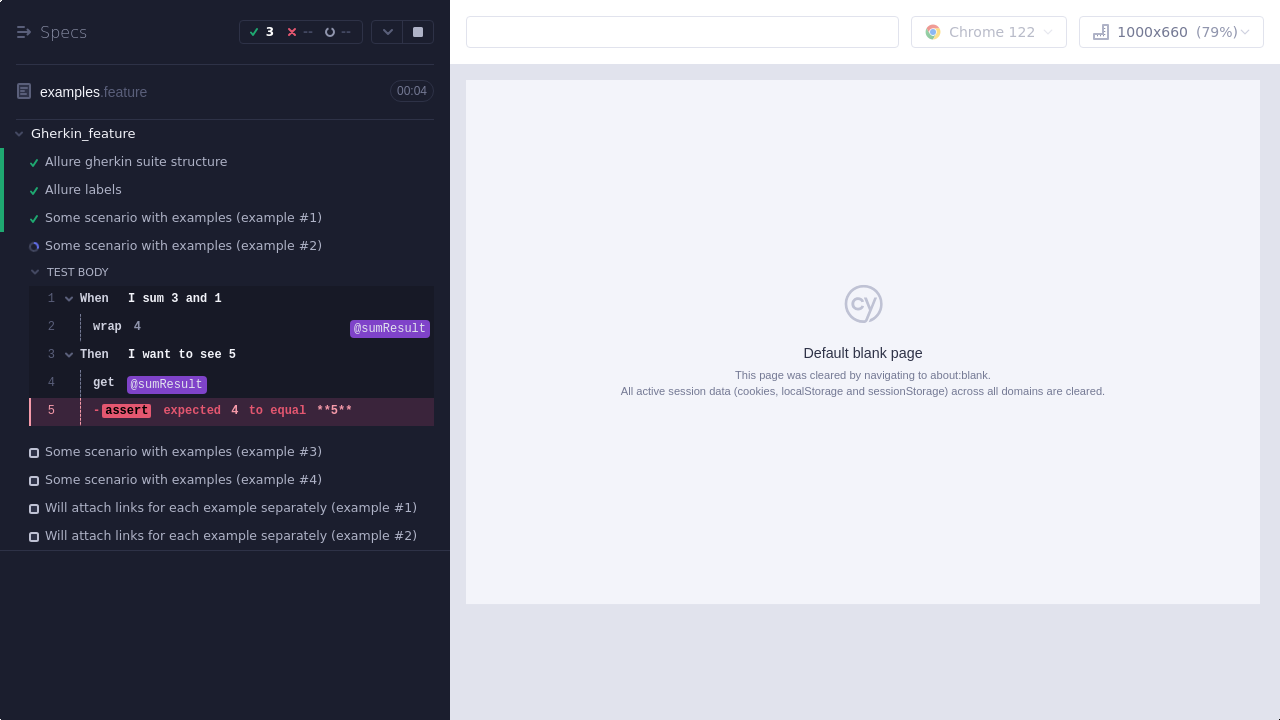 Specs
3 -- --
examples.feature 00:04
Gherkin_feature
Allure gherkin suite structure
Allure labels
Some scenario with examples (example #1)
Some scenario with examples (example #2)
TEST BODY
1 When I sum 3 and 1
2 wrap 4 @sumResult
3 Then I want to see 5
4 get @sumResult
5 -assert expected 4 to equal **5**
Some scenario with examples (example #3)
Some scenario with examples (example #4)
Will attach links for each example separately (example #1)
Will attach links for each example separately (example #2)
Chrome 122
1000x660 (79%)
cy
Default blank page
This page was cleared by navigating to about:blank.
All active session data (cookies, localStorage and sessionStorage) across all domains are cleared.